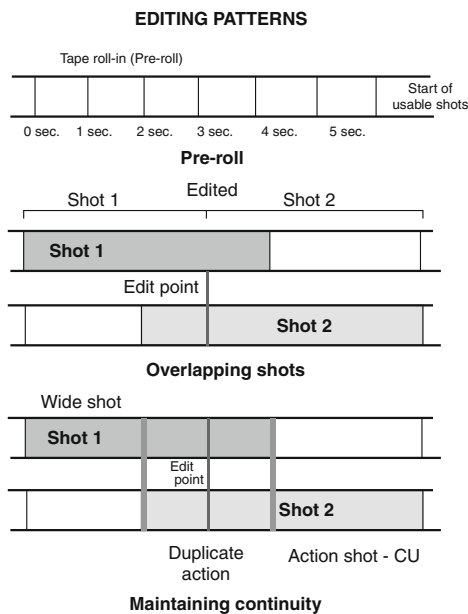 EDITING PATTERNS
Tape roll-in (Pre-roll)
Start of
usable shots
0 sec. 1 sec. 2 sec. 3 sec. 4 sec. 5 sec.
Pre-roll
Edited
Shot 1 Shot 2
Shot 1
Edit point
Shot 2
Overlapping shots
Wide shot
Shot 1
Edit
point
Shot 2
Duplicate
action
Action shot - CU
Maintaining continuity